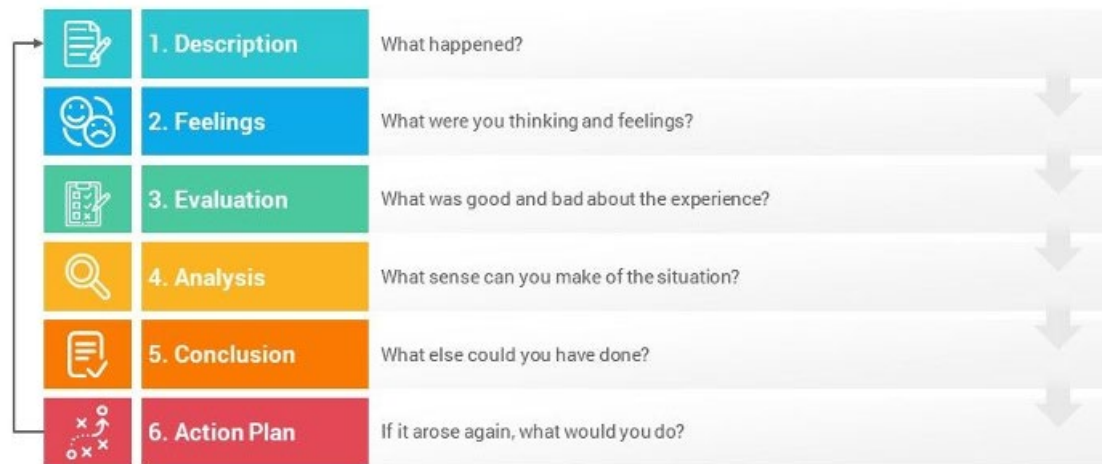 1. Description
What happened?
2. Feelings
What were you thinking and feelings?
3. Evaluation
What was good and bad about the experience?
4. Analysis
What sense can you make of the situation?
5. Conclusion
What else could you have done?
6. Action Plan
If it arose again, what would you do?